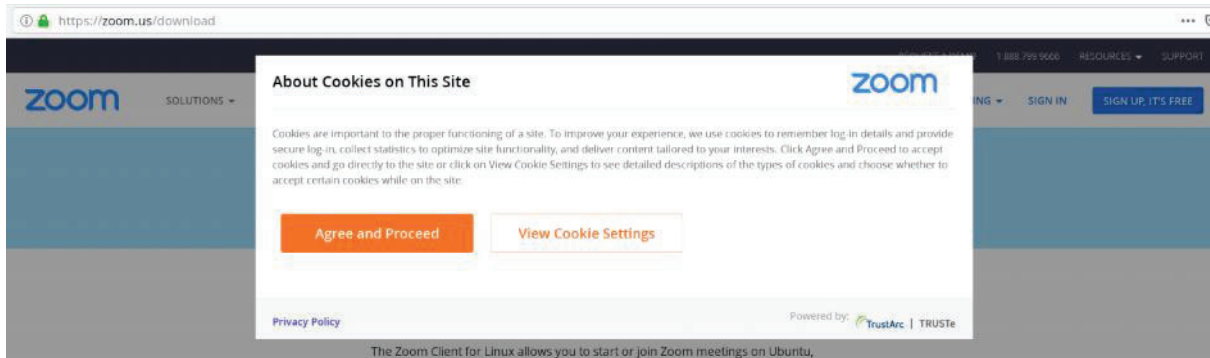 https://zoom.us/download
1.888.799.9666 RESOURCES SUPPORT
zoom SOLUTIONS NG SIGN IN SIGN UP, IT'S FREE
About Cookies on This Site
zoom
Cookies are important to the proper functioning of a site. To improve your experience, we use cookies to remember log-in details and provide
secure log-in, collect statistics to optimize site functionality, and deliver content tailored to your interests. Click Agree and Proceed to accept
cookies and go directly to the site or click on View Cookie Settings to see detailed descriptions of the types of cookies and choose whether to
accept certain cookies while on the site.
Agree and Proceed View Cookie Settings
Privacy Policy Powered by: TrustArc | TRUSTe
The Zoom Client for Linux allows you to start or join Zoom meetings on Ubuntu,